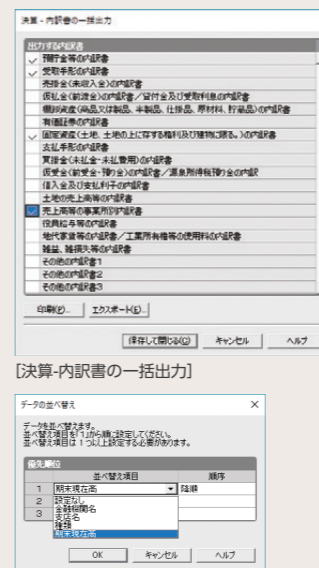 決算 - 内訳書の一括出力
出力する内訳書
預貯金等の内訳書
受取手形の内訳書
売掛金(未収入金)の内訳書
仮払金(前渡金)の内訳書/貸付金及び受取利息の内訳書
棚卸資産(商品又は製品、半製品、仕掛品、原材料、貯蔵品)の内訳書
有価証券の内訳書
固定資産(土地、土地の上に存する権利及び建物に限る。)の内訳書
支払手形の内訳書
買掛金(未払金・未払費用)の内訳書
仮受金(前受金・預り金)の内訳書/源泉所得税預り金の内訳
借入金及び支払利子の内訳書
土地の売上高等の内訳書
売上高等の事業所別内訳書
役員給与等の内訳書
地代家賃等の内訳書/工業所有権等の使用料の内訳書
雑益、雑損失等の内訳書
その他の内訳書1
その他の内訳書2
その他の内訳書3
印刷(P)... エクスポート(E)...
保存して閉じる(C) キャンセル ヘルプ
[決算-内訳書の一括出力]
データの並べ替え ×
データを並べ替えます。
並べ替え項目を「1」から順に設定してください。
並べ替え項目は 1 つ以上設定する必要があります。
優先順位
並べ替え項目 順序
1 期末現在高 降順
2 設定なし
金融機関名
3 支店名
種類
期末現在高
OK キャンセル ヘルプ